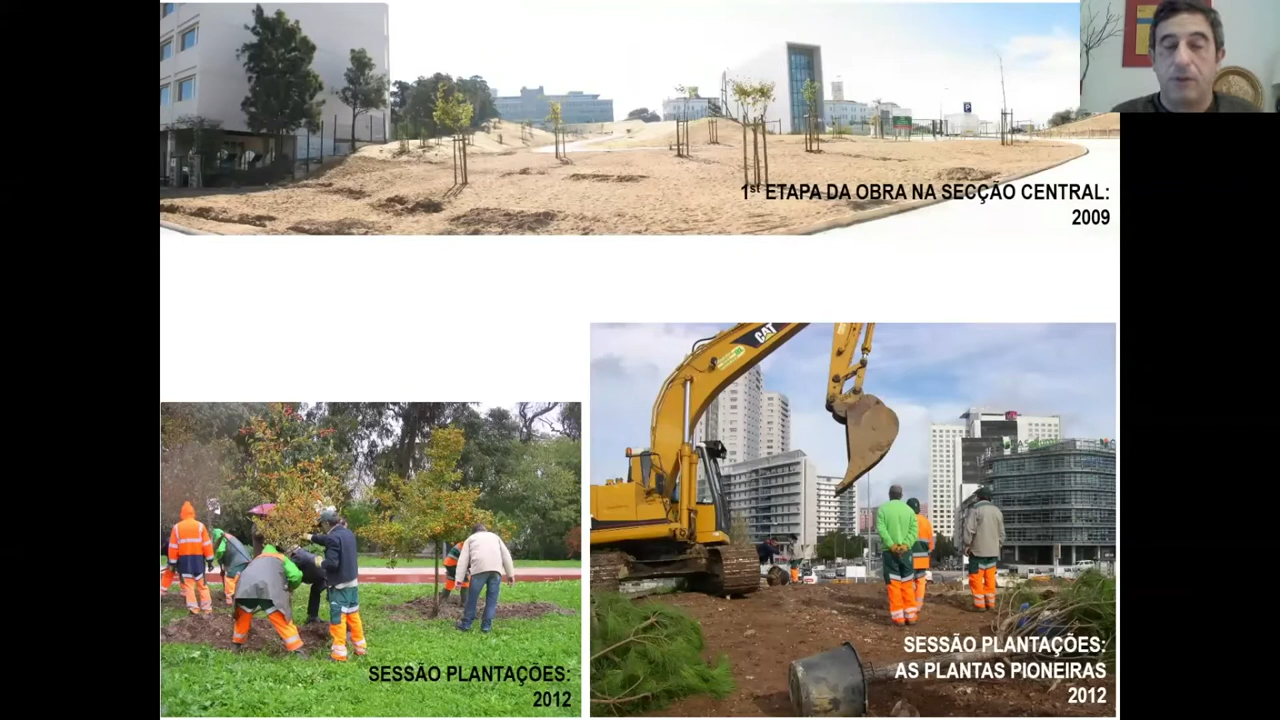 1st ETAPA DA OBRA NA SECÇÃO CENTRAL:
2009
CAT
SESSÃO PLANTAÇÕES:
2012
SESSÃO PLANTAÇÕES:
AS PLANTAS PIONEIRAS
2012